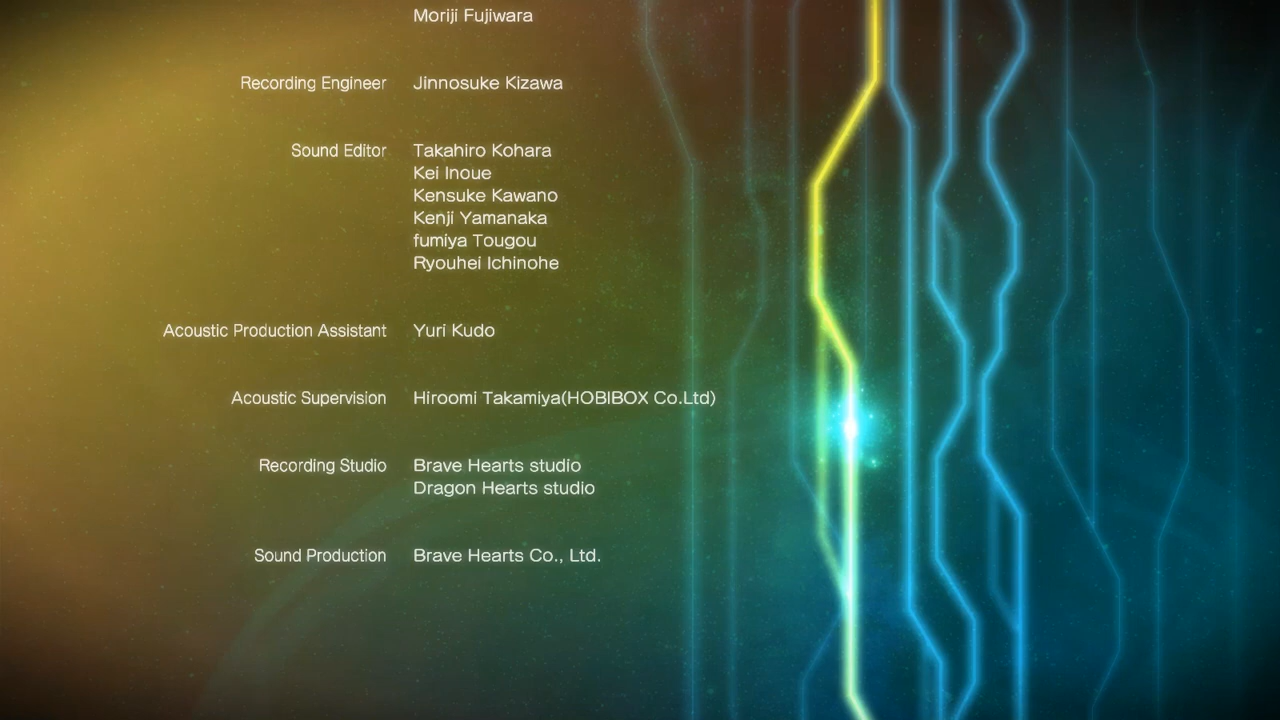 Moriji Fujiwara
Recording Engineer Jinnosuke Kizawa
Sound Editor Takahiro Kohara
Kei Inoue
Kensuke Kawano
Kenji Yamanaka
fumiya Tougou
Ryouhei Ichinohe
Acoustic Production Assistant Yuri Kudo
Acoustic Supervision Hiroomi Takamiya(HOBIBOX Co.Ltd)
Recording Studio Brave Hearts studio
Dragon Hearts studio
Sound Production Brave Hearts Co., Ltd.